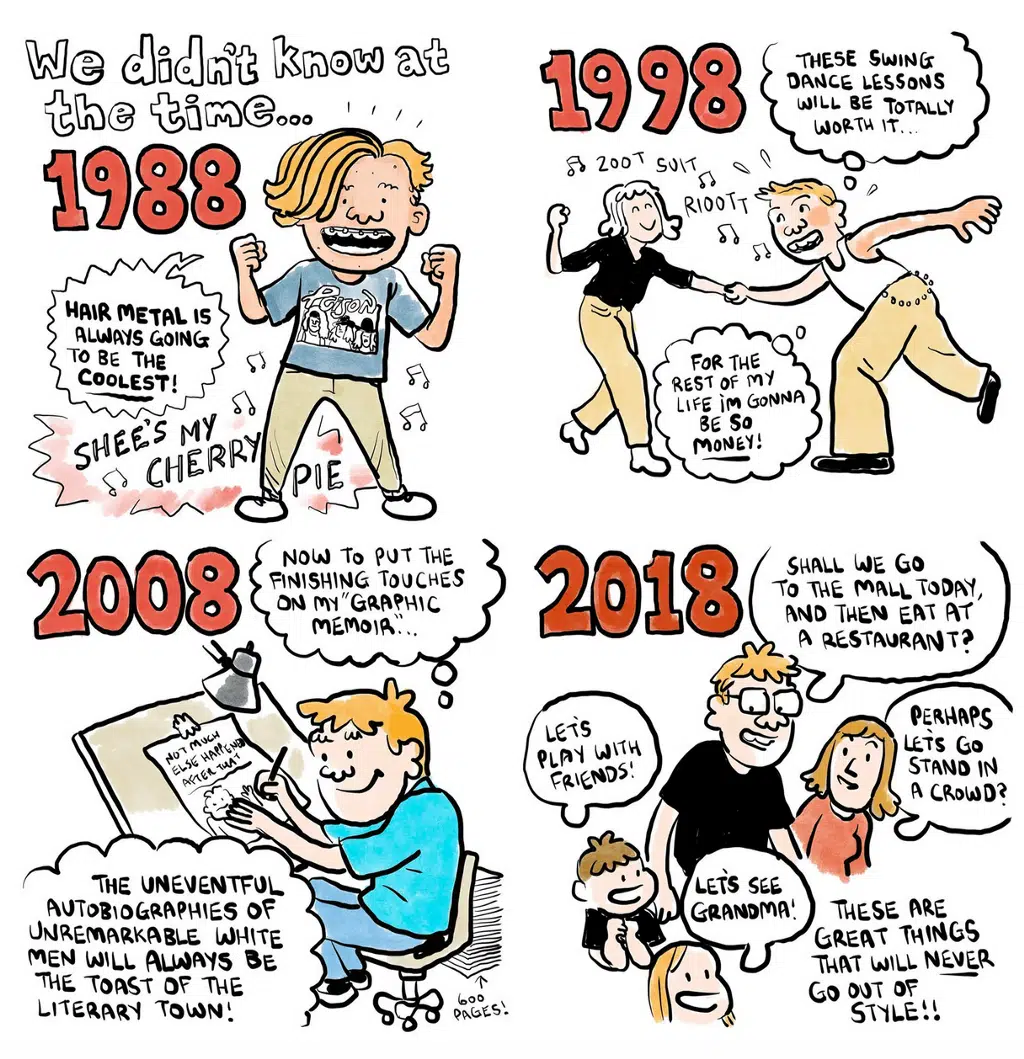 We didn't know at
the time...
1988
POISON
HAIR METAL IS
ALWAYS GOING
TO BE THE
COOLEST!
SHEE'S MY
CHERRY
PIE
1998
THESE SWING
DANCE LESSONS
WILL BE TOTALLY
WORTH IT...
ZOOT SUIT
RIOOTT
FOR THE
REST OF MY
LIFE iM GONNA
BE SO
MONEY!
2008
NOW TO PUT THE
FINISHING TOUCHES
ON MY "GRAPHIC
MEMOIR"...
NOT MUCH
ELSE HAPPENED
AFTER THAT
THE UNEVENTFUL
AUTOBIOGRAPHIES OF
UNREMARKABLE WHITE
MEN WILL ALWAYS BE
THE TOAST OF THE
LITERARY TOWN!
600
PAGES!
2018
SHALL WE GO
TO THE MALL TODAY,
AND THEN EAT AT
A RESTAURANT?
LET'S
PLAY WITH
FRIENDS!
PERHAPS
LET'S GO
STAND IN
A CROWD?
LET'S SEE
GRANDMA!
THESE ARE
GREAT THINGS
THAT WILL NEVER
GO OUT OF
STYLE!!